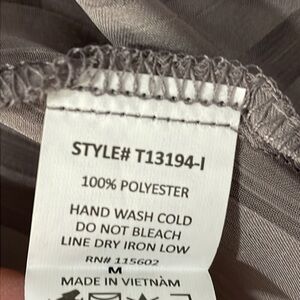 STYLE# T13194-I
100% POLYESTER
HAND WASH COLD
DO NOT BLEACH
LINE DRY IRON LOW
RN# 115602
M
MADE IN VIETNAM